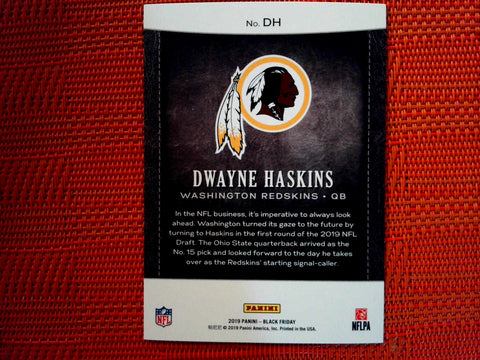 No. DH
DWAYNE HASKINS
WASHINGTON REDSKINS • QB
In the NFL business, it's imperative to always look
ahead. Washington turned its gaze to the future by
turning to Haskins in the first round of the 2019 NFL
Draft. The Ohio State quarterback arrived as the
No. 15 pick and looked forward to the day he takes
over as the Redskins' starting signal-caller.
PANINI
2019 PANINI – BLACK FRIDAY
帕尼尼 © 2019 Panini America, Inc. Printed in the USA.
NFL
NFLPA